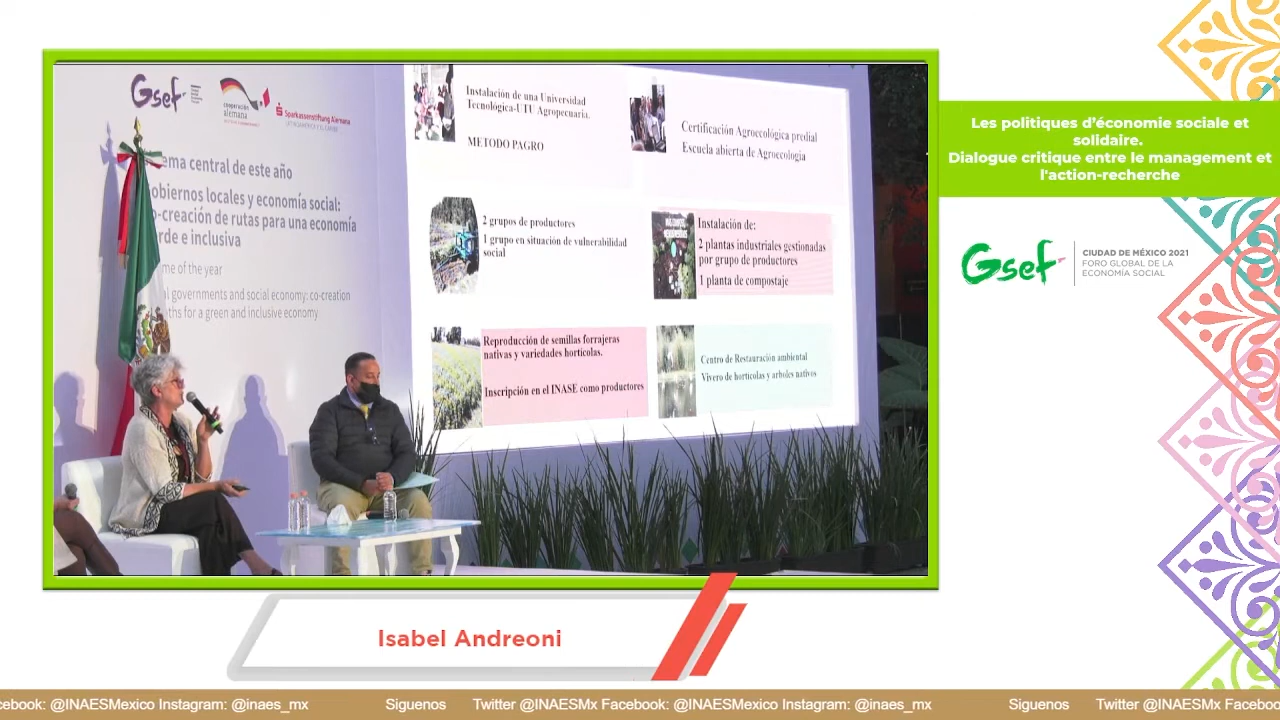 Gsef
cooperación
alemana
Sparkassenstiftung Alemana
LATINOAMÉRICA Y EL CARIBE
ema central de este año
obiernos locales y economía social:
o-creación de rutas para una economía
rde e inclusiva
me of the year
l governments and social economy: co-creation
ths for a green and inclusive economy
Instalación de una Universidad
Tecnológica-UTU Agropecuaria.
METODO PAGRO
Certificación Agroccológica predial
Escuela abierta de Agroccologia
2 grupos de productores
1 grupo en situación de vulnerabilidad
social
Instalación de:
2 plantas industriales gestionadas
por grupo de productores
1 planta de compostaje
Reproducción de semillas forrajeras
nativas y variedades hortícolas.
Inscripción en el INASE como productores
Centro de Restauración ambiental
Vivero de hortícolas y arboles nativos
Les politiques d'économie sociale et
solidaire.
Dialogue critique entre le management et
l'action-recherche
Gsef
CIUDAD DE MÉXICO 2021
FORO GLOBAL DE LA
ECONOMÍA SOCIAL
Isabel Andreoni
cebook: @INAESMexico Instagram: @inaes_mx Siguenos Twitter @INAESMx Facebook: @INAESMexico Instagram: @inaes_mx Siguenos Twitter @INAESMx Faceboo